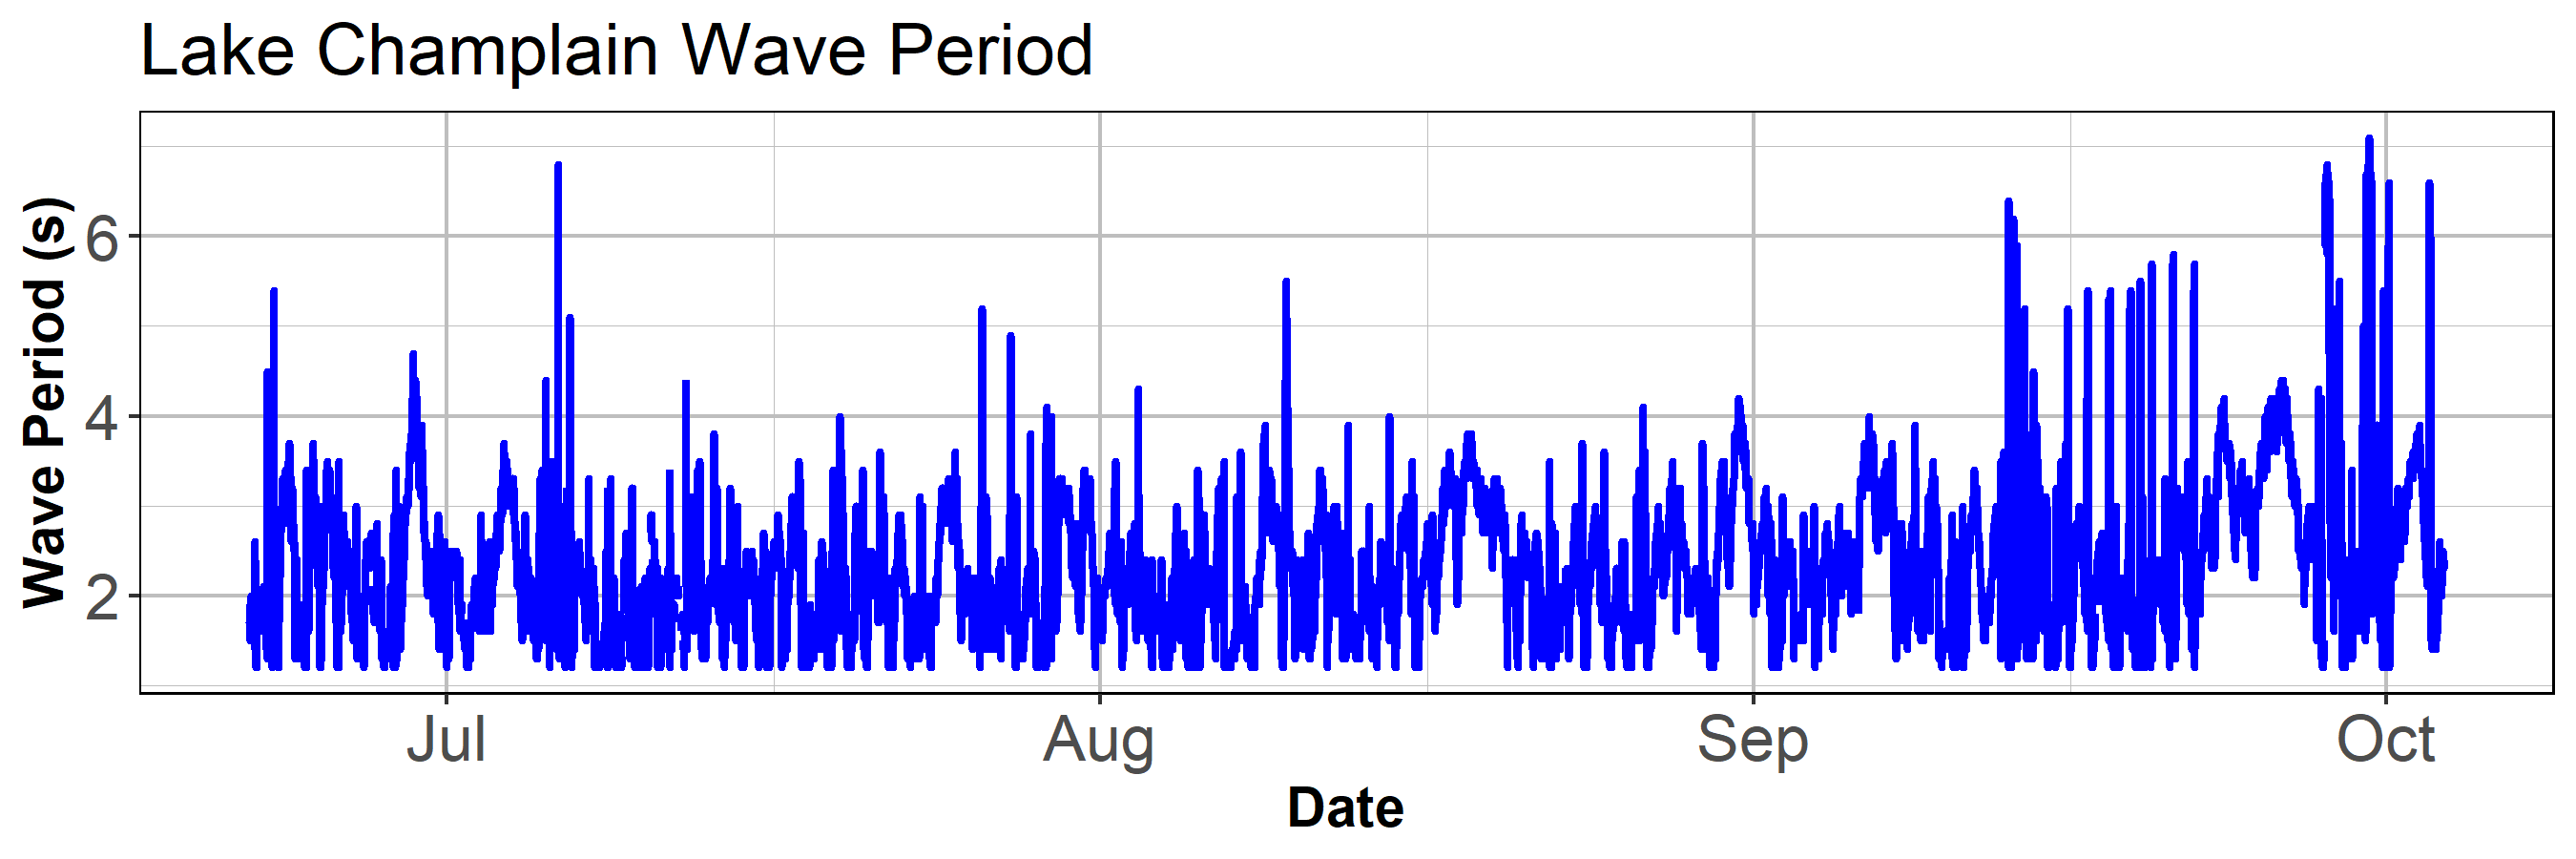 Lake Champlain Wave Period
Wave Period (s)
6
4
2
Jul Aug Sep Oct
Date